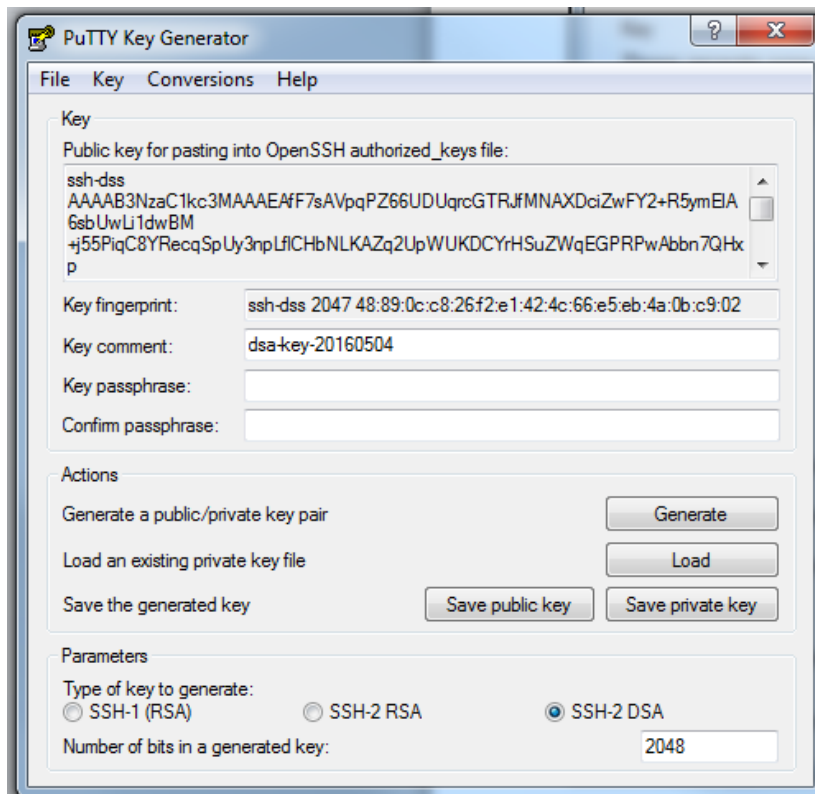 PuTTY Key Generator
File Key Conversions Help
Key
Public key for pasting into OpenSSH authorized_keys file:
ssh-dss
AAAAB3NzaC1kc3MAAAEAfF7sAVpqPZ66UDUqrcGTRJfMNAXDciZwFY2+R5ymEIA
6sbUwLi1dwBM
+j55PiqC8YRecqSpUy3npLflCHbNLKAZq2UpWUKDCYrHSuZWqEGPRPwAbbn7QHx
p
Key fingerprint: ssh-dss 2047 48:89:0c:c8:26:f2:e1:42:4c:66:e5:eb:4a:0b:c9:02
Key comment: dsa-key-20160504
Key passphrase:
Confirm passphrase:
Actions
Generate a public/private key pair Generate
Load an existing private key file Load
Save the generated key Save public key Save private key
Parameters
Type of key to generate:
SSH-1 (RSA) SSH-2 RSA SSH-2 DSA
Number of bits in a generated key: 2048